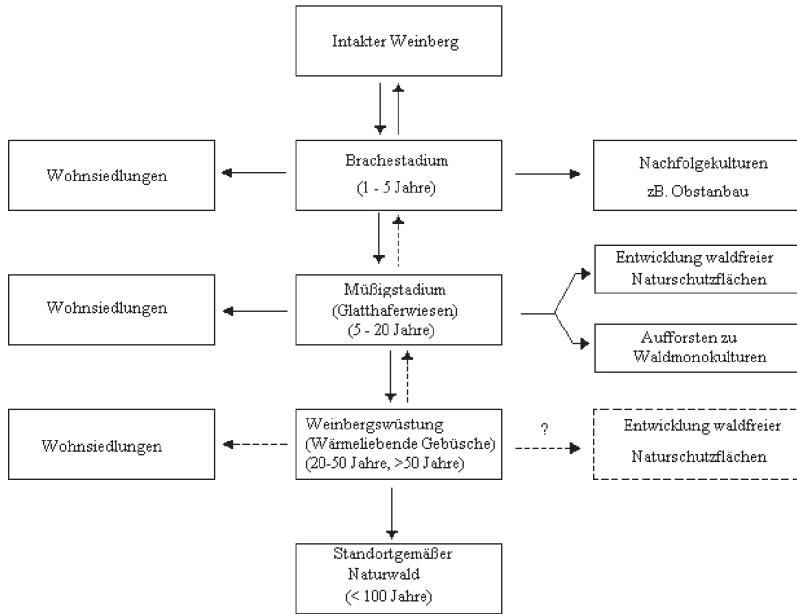 Intakter Weinberg
Wohnsiedlungen
Brachestadium
(1 - 5 Jahre)
Nachfolgekulturen
zB. Obstanbau
Wohnsiedlungen
Müßigstadium
(Glatthaferwiesen)
(5 - 20 Jahre)
Entwicklung waldfreier
Naturschutzflächen
Aufforsten zu
Waldmonokulturen
Wohnsiedlungen
Weinbergswüstung
(Wärmeliebende Gebüsche)
(20-50 Jahre, >50 Jahre)
?
Entwicklung waldfreier
Naturschutzflächen
Standortgemäßer
Naturwald
(< 100 Jahre)